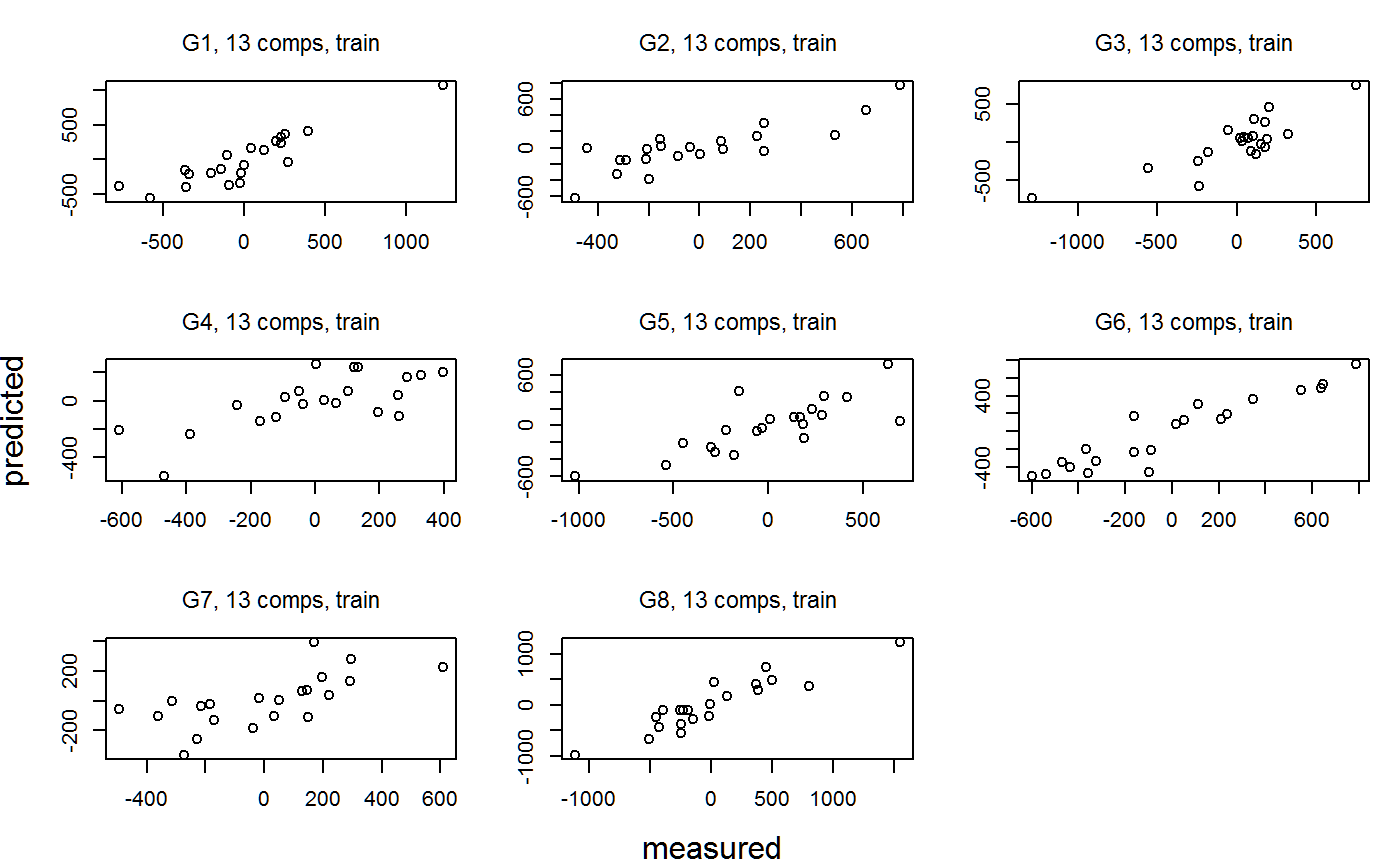 G1, 13 comps, train
500
-500
-500 0 500 1000
G2, 13 comps, train
600
0
-600
-400 0 200 600
G3, 13 comps, train
500
-500
-1000 -500 0 500
predicted
G4, 13 comps, train
0
-400
-600 -400 -200 0 200 400
G5, 13 comps, train
600
0
-600
-1000 -500 0 500
G6, 13 comps, train
400
-400
-600 -200 0 200 600
G7, 13 comps, train
200
-200
-400 0 200 400 600
G8, 13 comps, train
1000
0
-1000
-1000 0 500 1000
measured